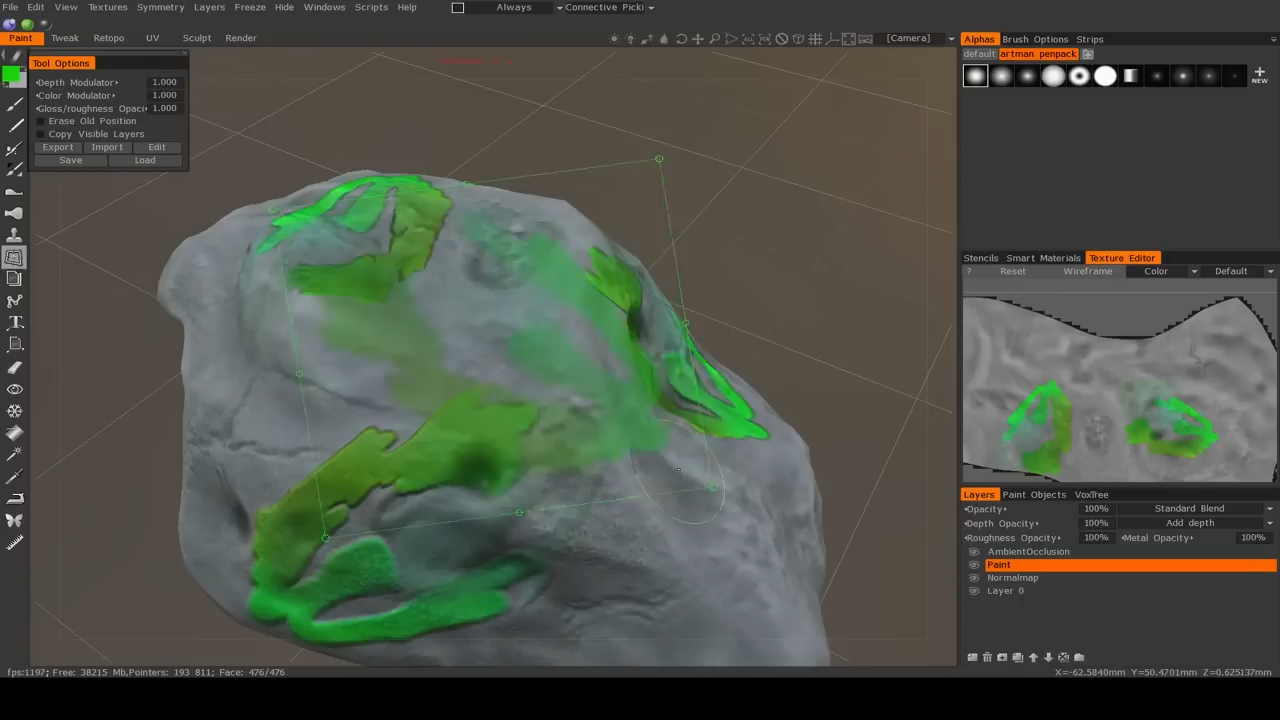 File Edit View Textures Symmetry Layers Freeze Hide Windows Scripts Help Always Connective Picki
Paint Tweak Retopo UV Sculpt Render [Camera]
Tool Options
Depth Modulator 1.000
Color Modulator 1.000
Gloss/roughness Opaci 1.000
Erase Old Position
Copy Visible Layers
Export Import Edit
Save Load
Alphas Brush Options Strips
default artman penpack
NEW
Stencils Smart Materials Texture Editor
? Reset Wireframe Color Default
Layers Paint Objects VoxTree
Opacity 100% Standard Blend
Depth Opacity 100% Add depth
Roughness Opacity 100% Metal Opacity 100%
AmbientOcclusion
Paint
Normalmap
Layer 0
fps:1197; Free: 38215 Mb,Pointers: 193 811; Face: 476/476 X=-62.5840mm Y=50.4701mm Z=0.625137mm